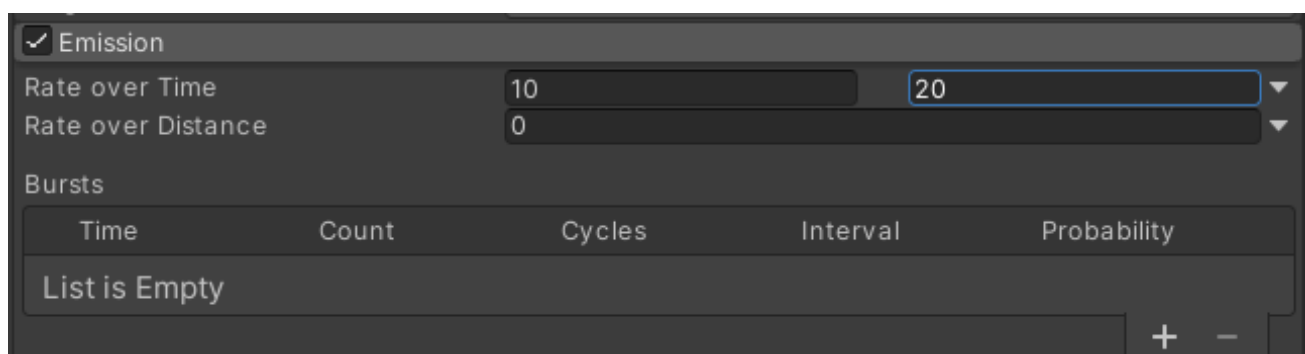 Emission
Rate over Time 10 20
Rate over Distance 0
Bursts
Time Count Cycles Interval Probability
List is Empty
+ −